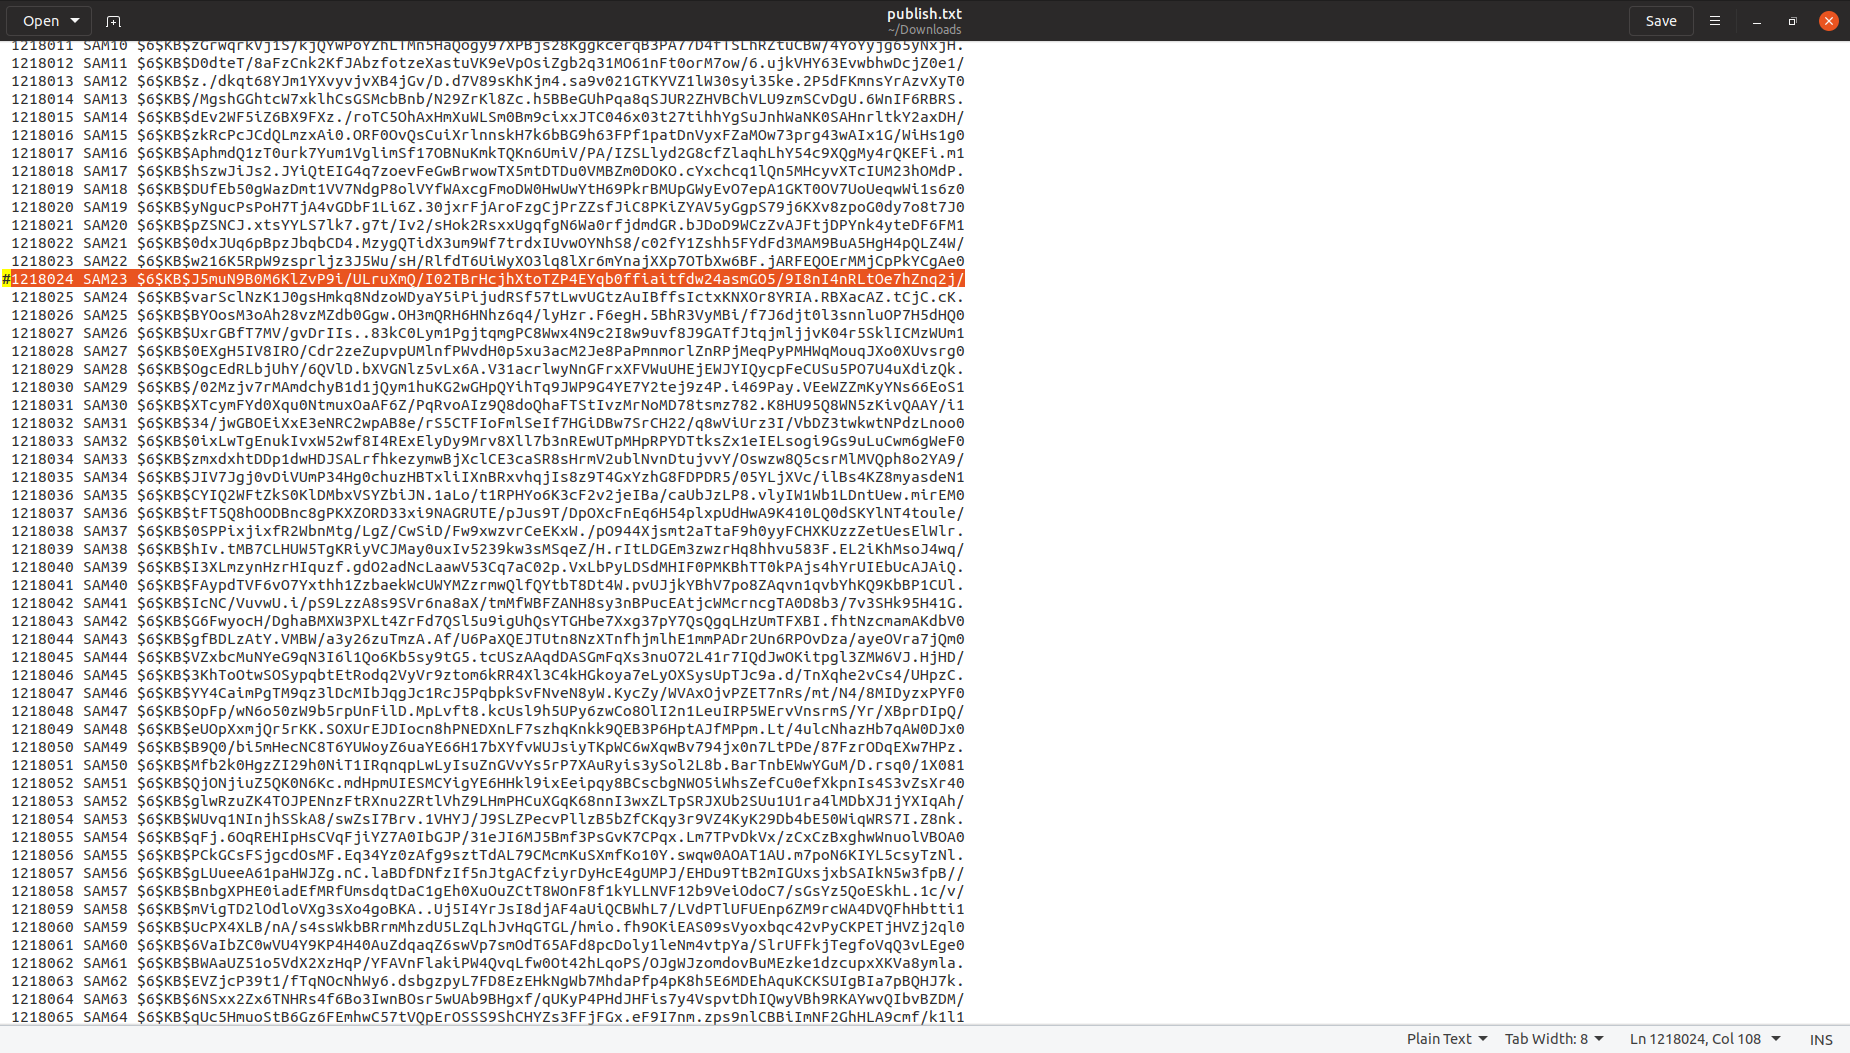 Open
publish.txt
~/Downloads
Save
1218011 SAM10 $6$KB$zGrwqrkVj1S/kjQYwPoYZhLTMn5HaQogy97XPBjs28KggkcerqB3PA77D4fTSLhRZtuCBw/4YoYyjg65yNxjH.
1218012 SAM11 $6$KB$D0dteT/8aFzCnk2KfJAbzfotzeXastuVK9eVpOsiZgb2q31MO61nFt0orM7ow/6.ujkVHY63EvwbhwDcjZ0e1/
1218013 SAM12 $6$KB$z./dkqt68YJm1YXvyvjvXB4jGv/D.d7V89sKhKjm4.sa9v021GTKYVZ1lW30syi35ke.2P5dFKmnsYrAzvXyT0
1218014 SAM13 $6$KB$/MgshGGhtcW7xklhCsGSMcbBnb/N29ZrKl8Zc.h5BBeGUhPqa8qSJUR2ZHVBChVLU9zmSCvDgU.6WnIF6RBRS.
1218015 SAM14 $6$KB$dEv2WF5iZ6BX9FXz./roTC5OhAxHmXuWLSm0Bm9cixxJTC046x03t27tihhYgSuJnhWaNK0SAHnrltkY2axDH/
1218016 SAM15 $6$KB$zkRcPcJCdQLmzxAi0.ORF0OvQsCuiXrlnnskH7k6bBG9h63FPf1patDnVyxFZaMOw73prg43wAIx1G/WiHs1g0
1218017 SAM16 $6$KB$AphmdQ1zT0urk7Yum1VglimSf17OBNuKmkTQKn6UmiV/PA/IZSLlyd2G8cfZlaqhLhY54c9XQgMy4rQKEFi.m1
1218018 SAM17 $6$KB$hSzwJiJs2.JYiQtEIG4q7zoevFeGwBrwowTX5mtDTDu0VMBZm0DOKO.cYxchcq1lQn5MHcyvXTcIUM23hOMdP.
1218019 SAM18 $6$KB$DUfEb50gWazDmt1VV7NdgP8olVYfWAxcgFmoDW0HwUwYtH69PkrBMUpGWyEvO7epA1GKT0OV7UoUeqwWi1s6z0
1218020 SAM19 $6$KB$yNgucPsPoH7TjA4vGDbF1Li6Z.30jxrFjAroFzgCjPrZZsfJiC8PKiZYAV5yGgpS79j6KXv8zpoG0dy7o8t7J0
1218021 SAM20 $6$KB$pZSNCJ.xtsYYLS7lk7.g7t/Iv2/sHok2RsxxUgqfgN6Wa0rfjdmdGR.bJDoD9WCzZvAJFtjDPYnk4yteDF6FM1
1218022 SAM21 $6$KB$0dxJUq6pBpzJbqbCD4.MzygQTidX3um9Wf7trdxIUvwOYNhS8/c02fY1Zshh5FYdFd3MAM9BuA5HgH4pQLZ4W/
1218023 SAM22 $6$KB$w216K5RpW9zsprljz3J5Wu/sH/RlfdT6UiWyXO3lq8lXr6mYnajXXp7OTbXw6BF.jARFEQOErMMjCpPkYCgAe0
#1218024 SAM23 $6$KB$J5muN9B0M6KlZvP9i/ULruXmQ/I02TBrHcjhXtoTZP4EYqb0ffiaitfdw24asmGO5/9I8nI4nRLtOe7hZnq2j/
1218025 SAM24 $6$KB$varSclNzK1J0gsHmkq8NdzoWDyaY5iPijudRSf57tLwvUGtzAuIBffsIctxKNXOr8YRIA.RBXacAZ.tCjC.cK.
1218026 SAM25 $6$KB$BYOosM3oAh28vzMZdb0Ggw.OH3mQRH6HNhz6q4/lyHzr.F6egH.5BhR3VyMBi/f7J6djt0l3snnluOP7H5dHQ0
1218027 SAM26 $6$KB$UxrGBfT7MV/gvDrIIs..83kC0Lym1PgjtqmgPC8Wwx4N9c2I8w9uvf8J9GATfJtqjmljjvK04r5SklICMzWUm1
1218028 SAM27 $6$KB$0EXgH5IV8IRO/Cdr2zeZupvpUMlnfPWvdH0p5xu3acM2Je8PaPmnmorlZnRPjMeqPyPMHWqMouqJXo0XUvsrg0
1218029 SAM28 $6$KB$OgcEdRLbjUhY/6QVlD.bXVGNlz5vLx6A.V31acrlwyNnGFrxXFVWuUHEjEWJYIQycpFeCUSu5PO7U4uXdizQk.
1218030 SAM29 $6$KB$/02Mzjv7rMAmdchyB1d1jQym1huKG2wGHpQYihTq9JWP9G4YE7Y2tej9z4P.i469Pay.VEeWZZmKyYNs66EoS1
1218031 SAM30 $6$KB$XTcymFYd0Xqu0NtmuxOaAF6Z/PqRvoAIz9Q8doQhaFTStIvzMrNoMD78tsmz782.K8HU95Q8WN5zKivQAAY/i1
1218032 SAM31 $6$KB$34/jwGBOEiXxE3eNRC2wpAB8e/rS5CTFIoFmlSeIf7HGiDBw7SrCH22/q8wViUrz3I/VbDZ3twkwtNPdzLnoo0
1218033 SAM32 $6$KB$0ixLwTgEnukIvxW52wf8I4RExElyDy9Mrv8Xll7b3nREwUTpMHpRPYDTtksZx1eIELsogi9Gs9uLuCwm6gWeF0
1218034 SAM33 $6$KB$zmxdxhtDDp1dwHDJSALrfhkezymwBjXclCE3caSR8sHrmV2ublNvnDtujvvY/Oswzw8Q5csrMlMVQph8o2YA9/
1218035 SAM34 $6$KB$JIV7Jgj0vDiVUmP34Hg0chuzHBTxliIXnBRxvhqjIs8z9T4GxYzhG8FDPDR5/05YLjXVc/ilBs4KZ8myasdeN1
1218036 SAM35 $6$KB$CYIQ2WFtZkS0KlDMbxVSYZbiJN.1aLo/t1RPHYo6K3cF2v2jeIBa/caUbJzLP8.vlyIW1Wb1LDntUew.mirEM0
1218037 SAM36 $6$KB$tFT5Q8hOODBnc8gPKXZORD33xi9NAGRUTE/pJus9T/DpOXcFnEq6H54plxpUdHwA9K410LQ0dSKYlNT4toule/
1218038 SAM37 $6$KB$0SPPixjixfR2WbnMtg/LgZ/CwSiD/Fw9xwzvrCeEKxW./pO944Xjsmt2aTtaF9h0yyFCHXKUzzZetUesElWlr.
1218039 SAM38 $6$KB$hIv.tMB7CLHUW5TgKRiyVCJMay0uxIv5239kw3sMSqeZ/H.rItLDGEm3zwzrHq8hhvu583F.EL2iKhMsoJ4wq/
1218040 SAM39 $6$KB$I3XLmzynHzrHIquzf.gdO2adNcLaawV53Cq7aC02p.VxLbPyLDSdMHIF0PMKBhTT0kPAjs4hYrUIEbUcAJAiQ.
1218041 SAM40 $6$KB$FAypdTVF6vO7Yxthh1ZzbaekWcUWYMZzrmwQlfQYtbT8Dt4W.pvUJjkYBhV7po8ZAqvn1qvbYhKQ9KbBP1CUl.
1218042 SAM41 $6$KB$IcNC/VuvwU.i/pS9LzzA8s9SVr6na8aX/tmMfWBFZANH8sy3nBPucEAtjcWMcrncgTA0D8b3/7v3SHk95H41G.
1218043 SAM42 $6$KB$G6FwyocH/DghaBMXW3PXLt4ZrFd7QSl5u9igUhQsYTGHbe7Xxg37pY7QsQgqLHzUmTFXBI.fhtNzcmamAKdbV0
1218044 SAM43 $6$KB$gfBDLzAtY.VMBW/a3y26zuTmzA.Af/U6PaXQEJTUtn8NzXTnfhjmlhE1mmPADr2Un6RPOvDza/ayeOVra7jQm0
1218045 SAM44 $6$KB$VZxbcMuNYeG9qN3I6l1Qo6Kb5sy9tG5.tcUSzAAqdDASGmFqXs3nuO72L41r7IQdJwOKitpgl3ZMW6VJ.HjHD/
1218046 SAM45 $6$KB$3KhToOtwSOSypqbtEtRodq2VyVr9ztom6kRR4Xl3C4kHGkoya7eLyOXSysUpTJc9a.d/TnXqhe2vCs4/UHpzC.
1218047 SAM46 $6$KB$YY4CaimPgTM9qz3lDcMIbJqgJc1RcJ5PqbpkSvFNveN8yW.KycZy/WVAxOjvPZET7nRs/mt/N4/8MIDyzxPYF0
1218048 SAM47 $6$KB$OpFp/wN6o50zW9b5rpUnFilD.MpLvft8.kcUsl9h5UPy6zwCo8OlI2n1LeuIRP5WErvVnsrmS/Yr/XBprDIpQ/
1218049 SAM48 $6$KB$eUOpXxmjQr5rKK.SOXUrEJDIocn8hPNEDXnLF7szhqKnkk9QEB3P6HptAJfMPpm.Lt/4ulcNhazHb7qAW0DJx0
1218050 SAM49 $6$KB$B9Q0/bi5mHecNC8T6YUWoyZ6uaYE66H17bXYfvWUJsiyTKpWC6wXqwBv794jx0n7LtPDe/87FzrODqEXw7HPz.
1218051 SAM50 $6$KB$Mfb2k0HgzZI29h0NiT1IRqnqpLwLyIsuZnGVvYs5rP7XAuRyis3ySol2L8b.BarTnbEWwYGuM/D.rsq0/1X081
1218052 SAM51 $6$KB$QjONjiuZ5QK0N6Kc.mdHpmUIESMCYigYE6HHkl9ixEeipqy8BCscbgNWO5iWhsZefCu0efXkpnIs4S3vZsXr40
1218053 SAM52 $6$KB$glwRzuZK4TOJPENnzFtRXnu2ZRtlVhZ9LHmPHCuXGqK68nnI3wxZLTpSRJXUb2SUu1U1ra4lMDbXJ1jYXIqAh/
1218054 SAM53 $6$KB$WUvq1NInjhSSkA8/swZsI7Brv.1VHYJ/J9SLZPecvPllzB5bZfCKqy3r9VZ4KyK29Db4bE50WiqWRS7I.Z8nk.
1218055 SAM54 $6$KB$qFj.6OqREHIpHsCVqFjiYZ7A0IbGJP/31eJI6MJ5Bmf3PsGvK7CPqx.Lm7TPvDkVx/zCxCzBxghwWnuolVBOA0
1218056 SAM55 $6$KB$PCkGCsFSjgcdOsMF.Eq34Yz0zAfg9sztTdAL79CMcmKuSXmfKo10Y.swqw0AOAT1AU.m7poN6KIYL5csyTzNl.
1218057 SAM56 $6$KB$gLUueeA61paHWJZg.nC.laBDfDNfzIf5nJtgACfziyrDyHcE4gUMPJ/EHDu9TtB2mIGUxsjxbSAIkN5w3fpB//
1218058 SAM57 $6$KB$BnbgXPHE0iadEfMRfUmsdqtDaC1gEh0XuOuZCtT8WOnF8f1kYLLNVF12b9VeiOdoC7/sGsYz5QoESkhL.1c/v/
1218059 SAM58 $6$KB$mVigTD2lOdloVXg3sXo4goBKA..Uj5I4YrJsI8djAF4aUiQCBWhL7/LVdPTlUFUEnp6ZM9rcWA4DVQFhHbtti1
1218060 SAM59 $6$KB$UcPX4XLB/nA/s4ssWkbBRrmMhzdU5LZqLhJvHqGTGL/hmio.fh9OKiEAS09sVyoxbqc42vPyCKPETjHVZj2ql0
1218061 SAM60 $6$KB$6VaIbZC0wVU4Y9KP4H40AuZdqaqZ6swVp7smOdT65AFd8pcDoly1leNm4vtpYa/SlrUFFkjTegfoVqQ3vLEge0
1218062 SAM61 $6$KB$BWAaUZ51o5VdX2XzHqP/YFAVnFlakiPW4QvqLfw0Ot42hLqoPS/OJgWJzomdovBuMEzke1dzcupxXKVa8ymla.
1218063 SAM62 $6$KB$EVZjcP39t1/fTqNOcNhWy6.dsbgzpyL7FD8EzEHkNgWb7MhdaPfp4pK8h5E6MDEhAquKCKSUIgBIa7pBQHJ7k.
1218064 SAM63 $6$KB$6NSxx2Zx6TNHRs4f6Bo3IwnBOsr5wUAb9BHgxf/qUKyP4PHdJHFis7y4VspvtDhIQwyVBh9RKAYwvQIbvBZDM/
1218065 SAM64 $6$KB$qUc5HmuoStB6Gz6FEmhwC57tVQpErOSSS9ShCHYZs3FFjFGx.eF9I7nm.zps9nlCBBiImNF2GhHLA9cmf/k1l1
Plain Text
Tab Width: 8
Ln 1218024, Col 108
INS